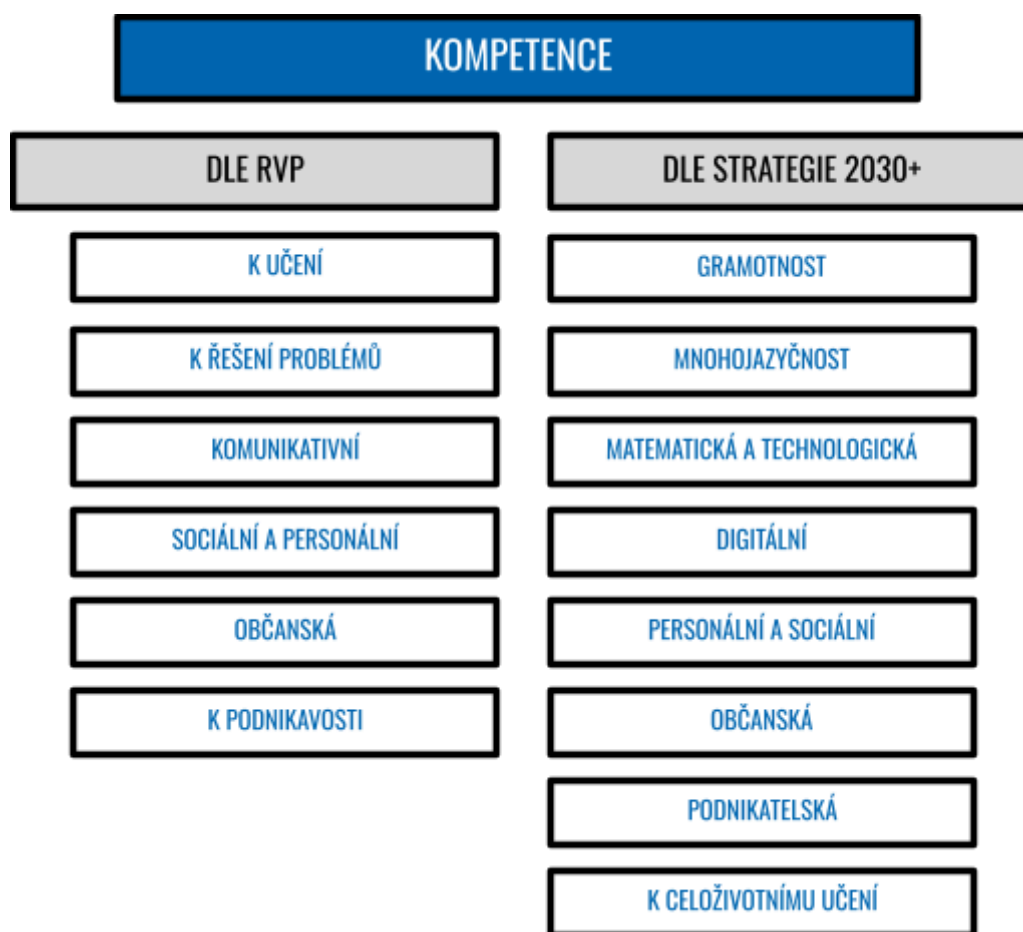 KOMPETENCE
DLE RVP
K UČENÍ
K ŘEŠENÍ PROBLÉMŮ
KOMUNIKATIVNÍ
SOCIÁLNÍ A PERSONÁLNÍ
OBČANSKÁ
K PODNIKAVOSTI
DLE STRATEGIE 2030+
GRAMOTNOST
MNOHOJAZYČNOST
MATEMATICKÁ A TECHNOLOGICKÁ
DIGITÁLNÍ
PERSONÁLNÍ A SOCIÁLNÍ
OBČANSKÁ
PODNIKATELSKÁ
K CELOŽIVOTNÍMU UČENÍ